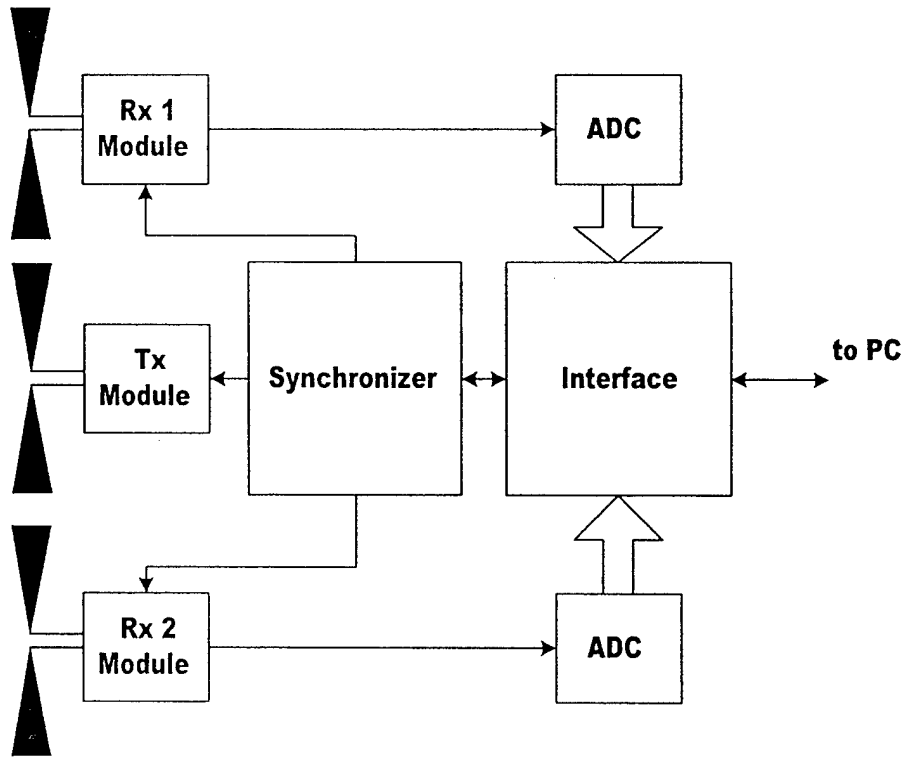 Rx 1
Module
ADC
Tx
Module
Synchronizer
Interface
to PC
Rx 2
Module
ADC